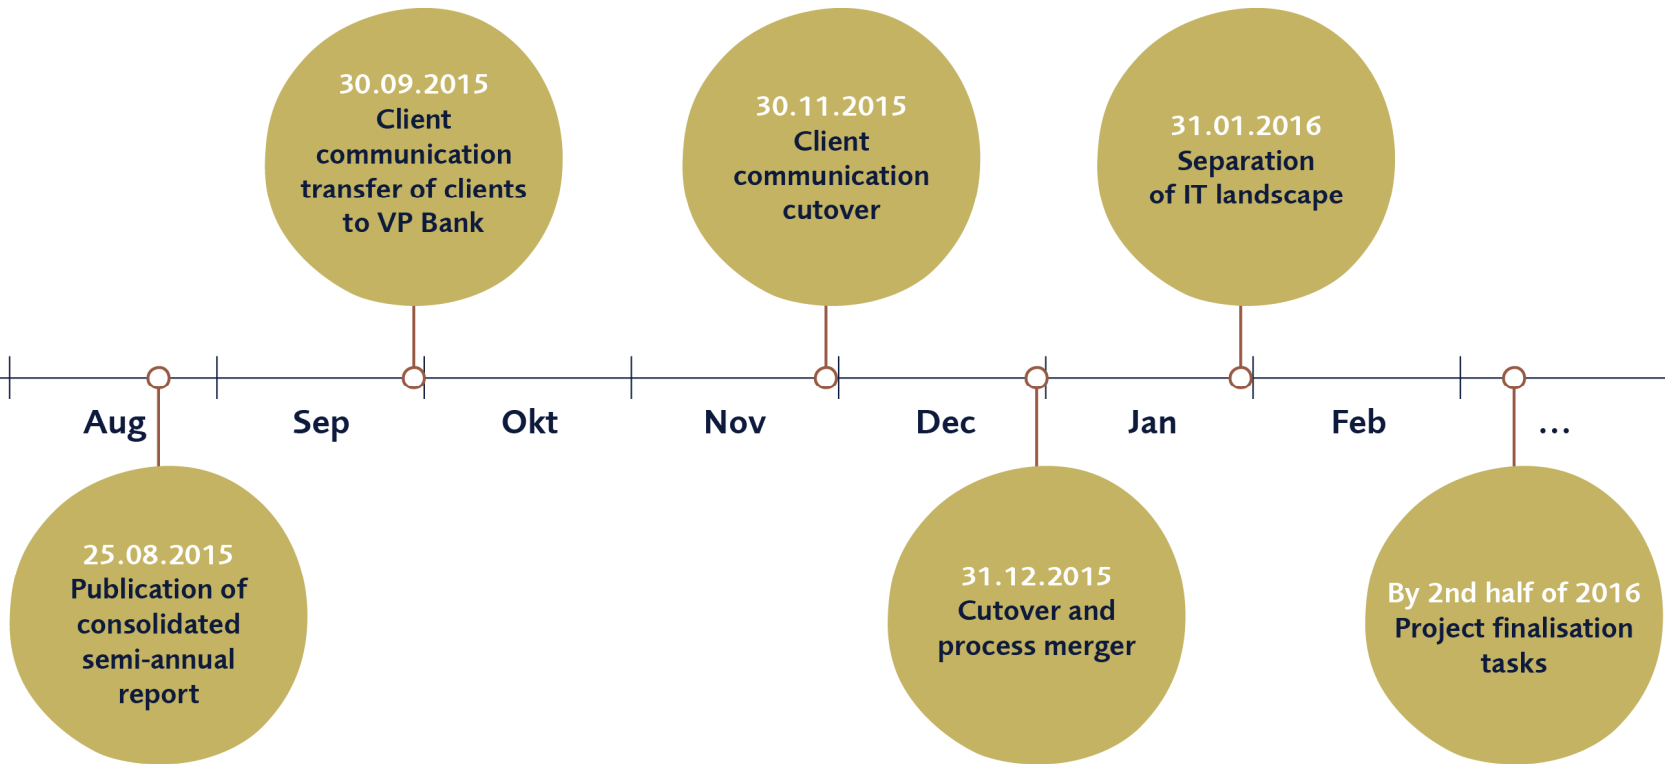 30.09.2015
Client
communication
transfer of clients
to VP Bank
30.11.2015
Client
communication
cutover
31.01.2016
Separation
of IT landscape
Aug
Sep
Okt
Nov
Dec
Jan
Feb
...
25.08.2015
Publication of
consolidated
semi-annual
report
31.12.2015
Cutover and
process merger
By 2nd half of 2016
Project finalisation
tasks